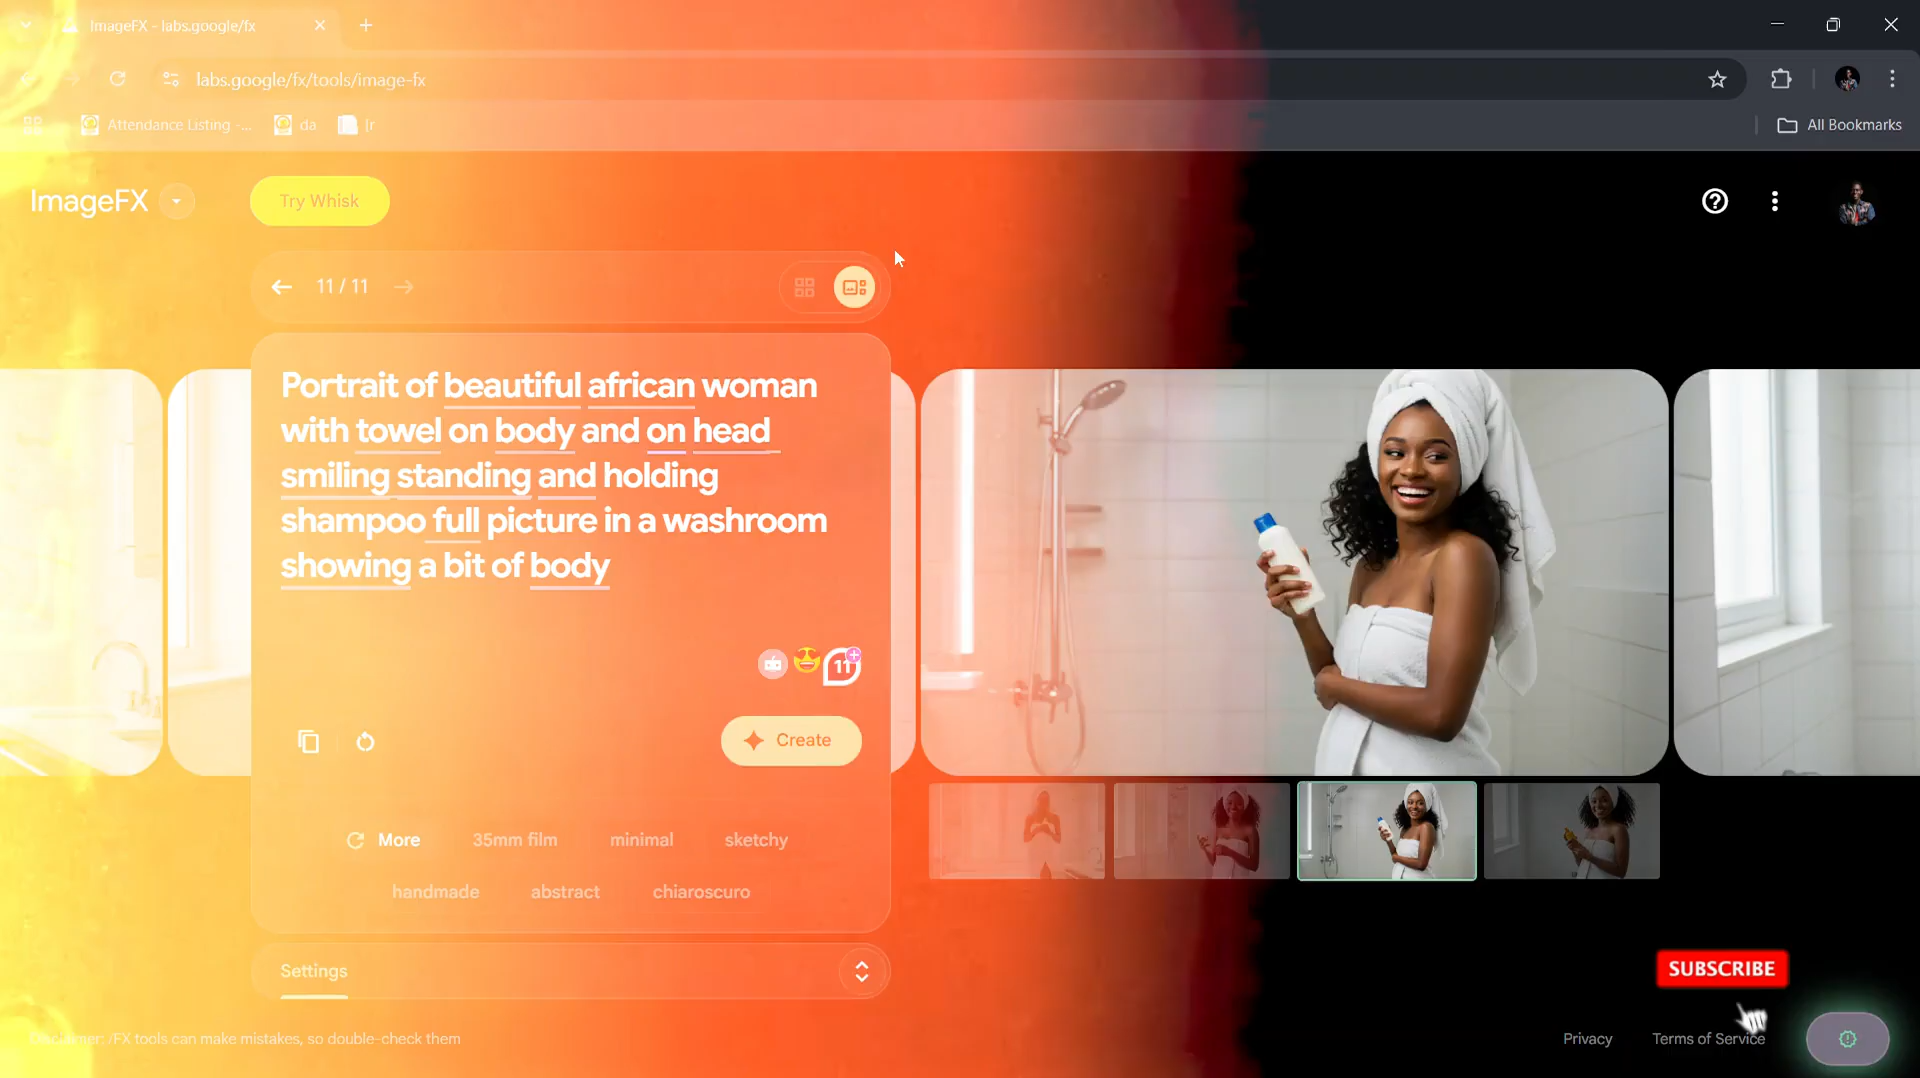 ImageFX - labs.google/fx
labs.google/fx/tools/image-fx
Attendance Listing -...
da
All Bookmarks
ImageFX
Try Whisk
11 / 11
Portrait of beautiful african woman
with towel on body and on head
smiling standing and holding
shampoo full picture in a washroom
showing a bit of body
11
Create
More
35mm film
minimal
sketchy
handmade
abstract
chiaroscuro
Settings
SUBSCRIBE
/FX tools can make mistakes, so double-check them
Privacy
Terms of Service